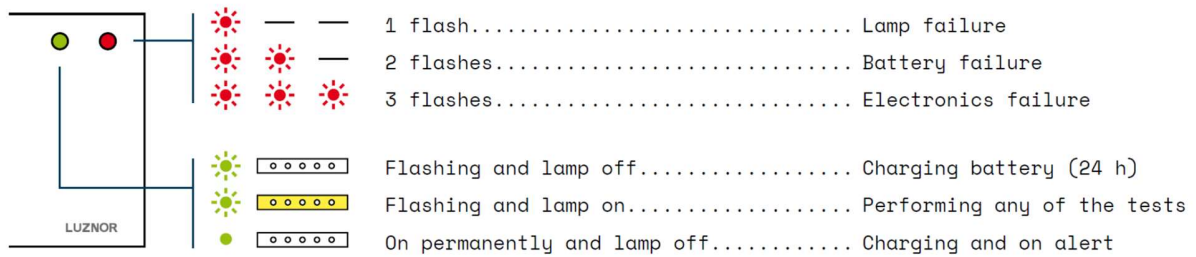 1 flash................................ Lamp failure
2 flashes.............................. Battery failure
3 flashes.............................. Electronics failure
Flashing and lamp off.................. Charging battery (24 h)
Flashing and lamp on................... Performing any of the tests
LUZNOR
On permanently and lamp off............ Charging and on alert